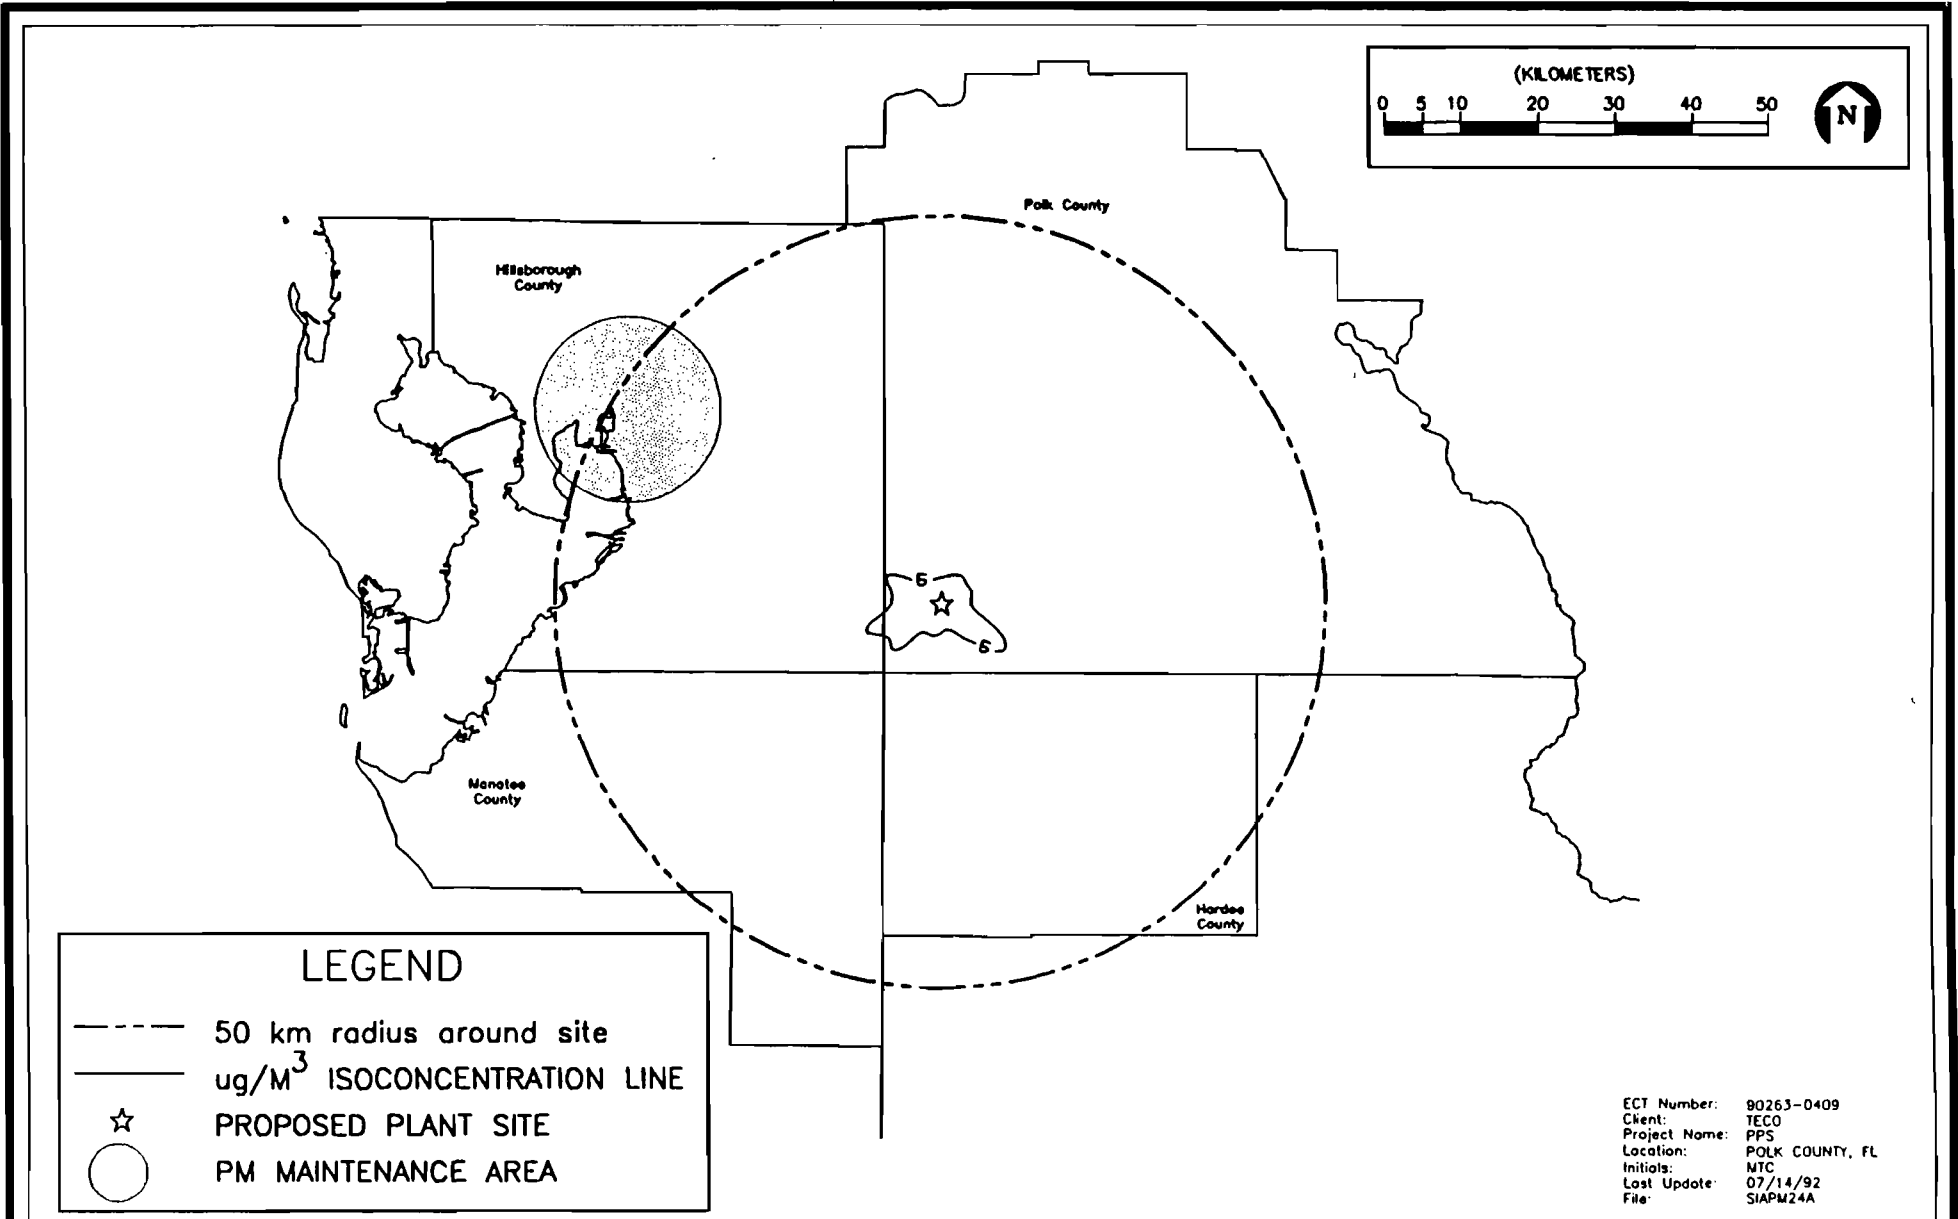 (KILOMETERS)
0 5 10 20 30 40 50
N
Polk County
Hillsborough
County
5
5
Manatee
County
Hardee
County
LEGEND
50 km radius around site
ug/M³ ISOCONCENTRATION LINE
PROPOSED PLANT SITE
PM MAINTENANCE AREA
ECT Number: 90263-0409
Client: TECO
Project Name: PPS
Location: POLK COUNTY, FL
Initials: MTC
Last Update: 07/14/92
File: SIAPM24A